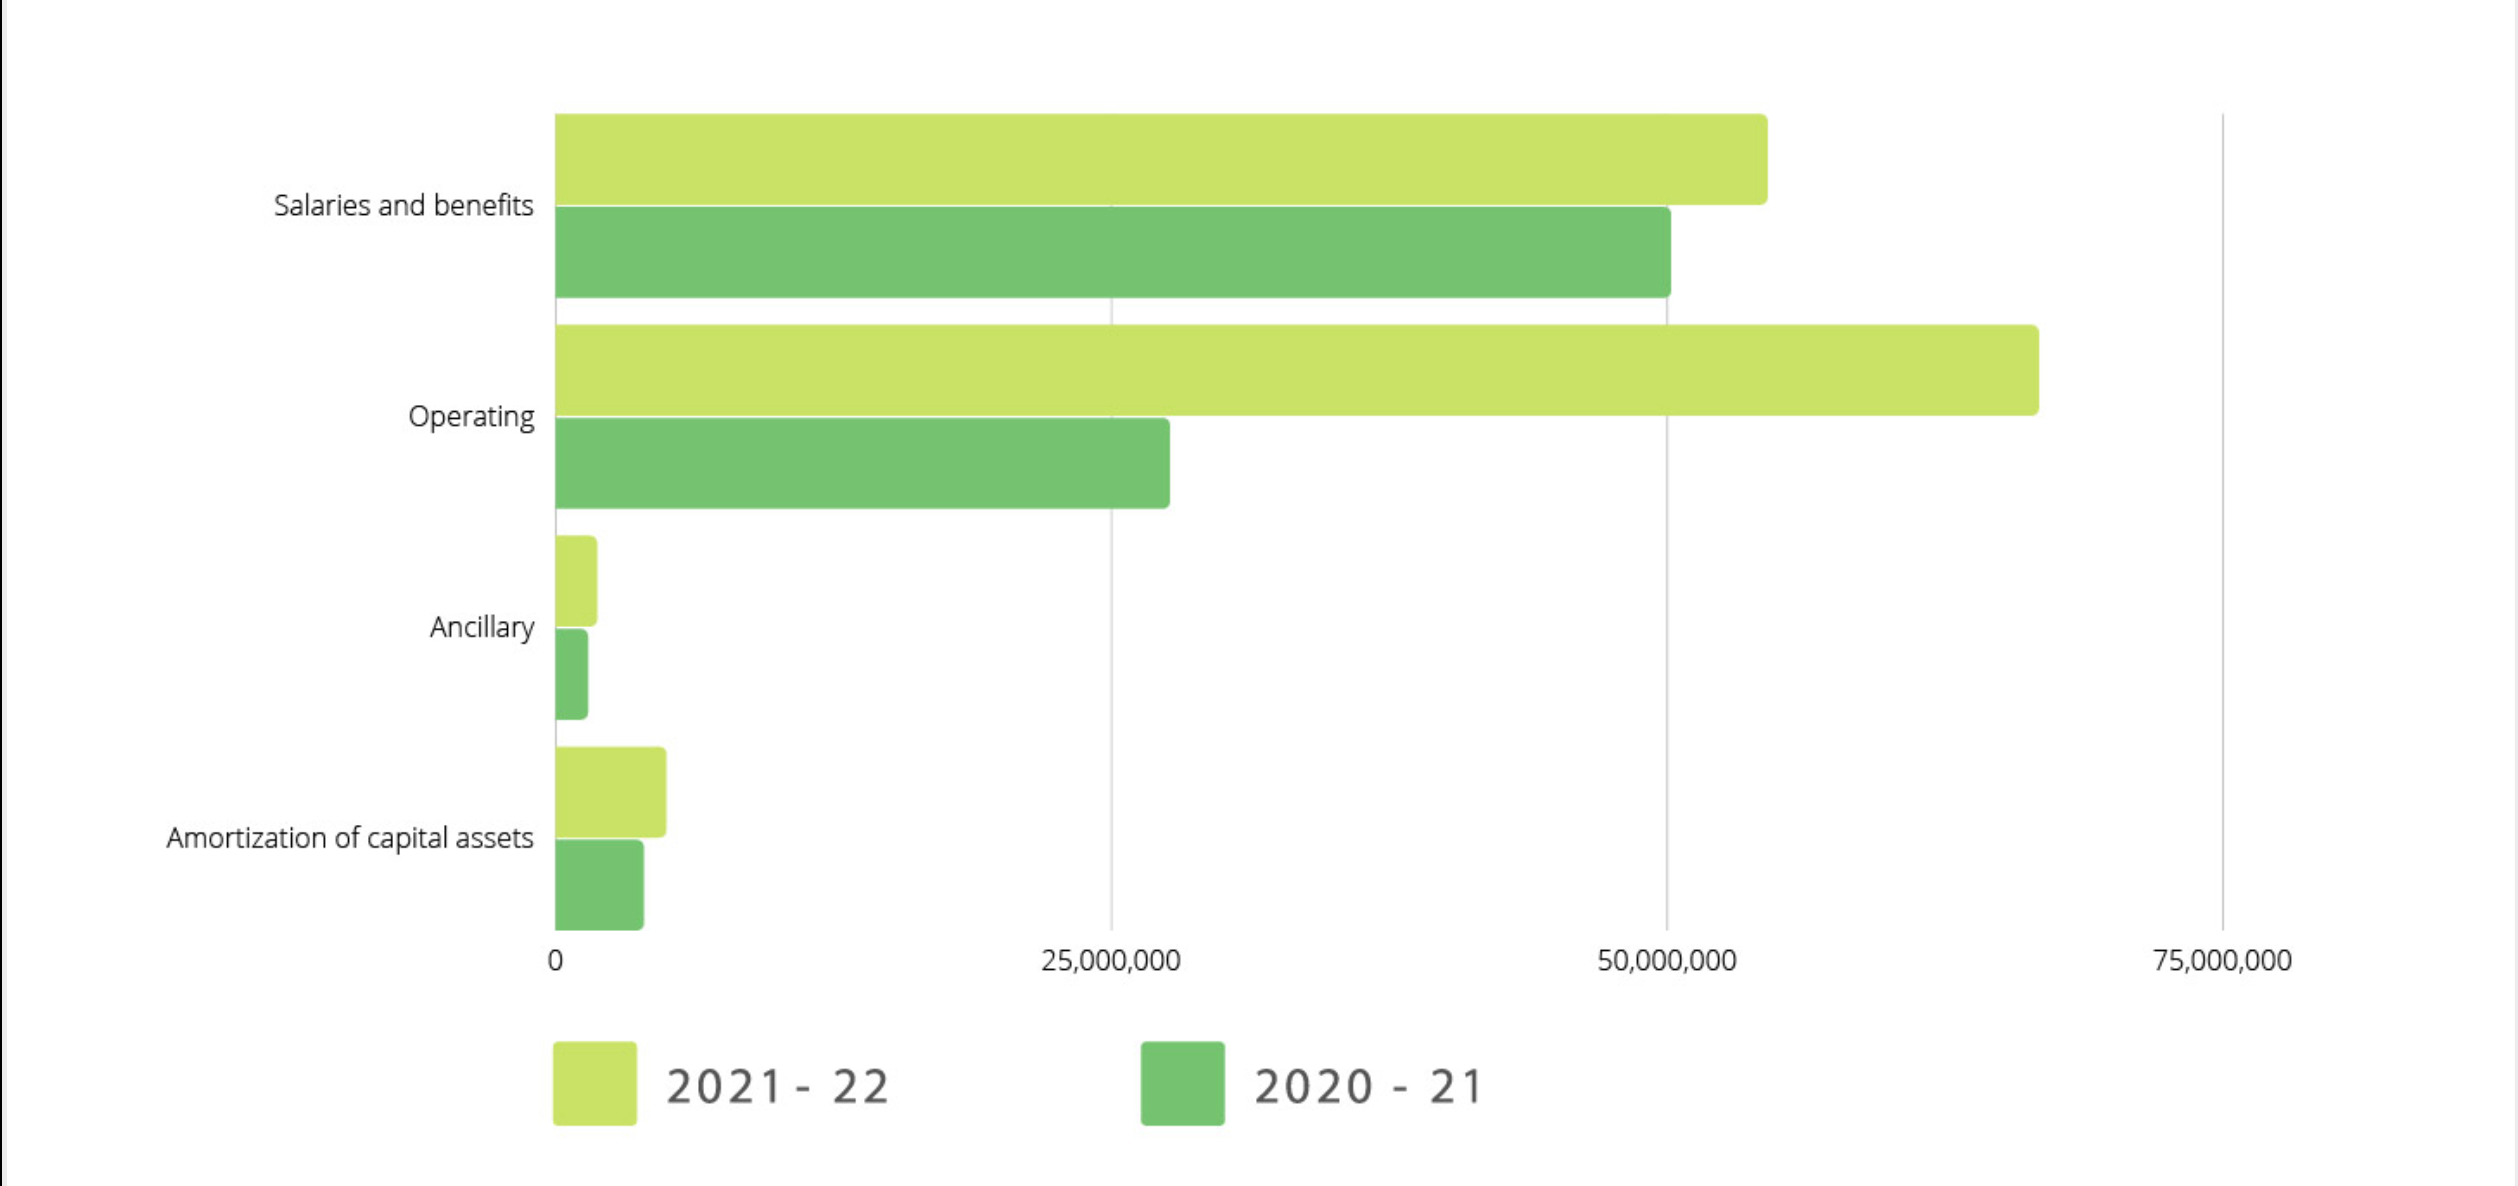 Salaries and benefits
Operating
Ancillary
Amortization of capital assets
0 25,000,000 50,000,000 75,000,000
2021 - 22 2020 - 21